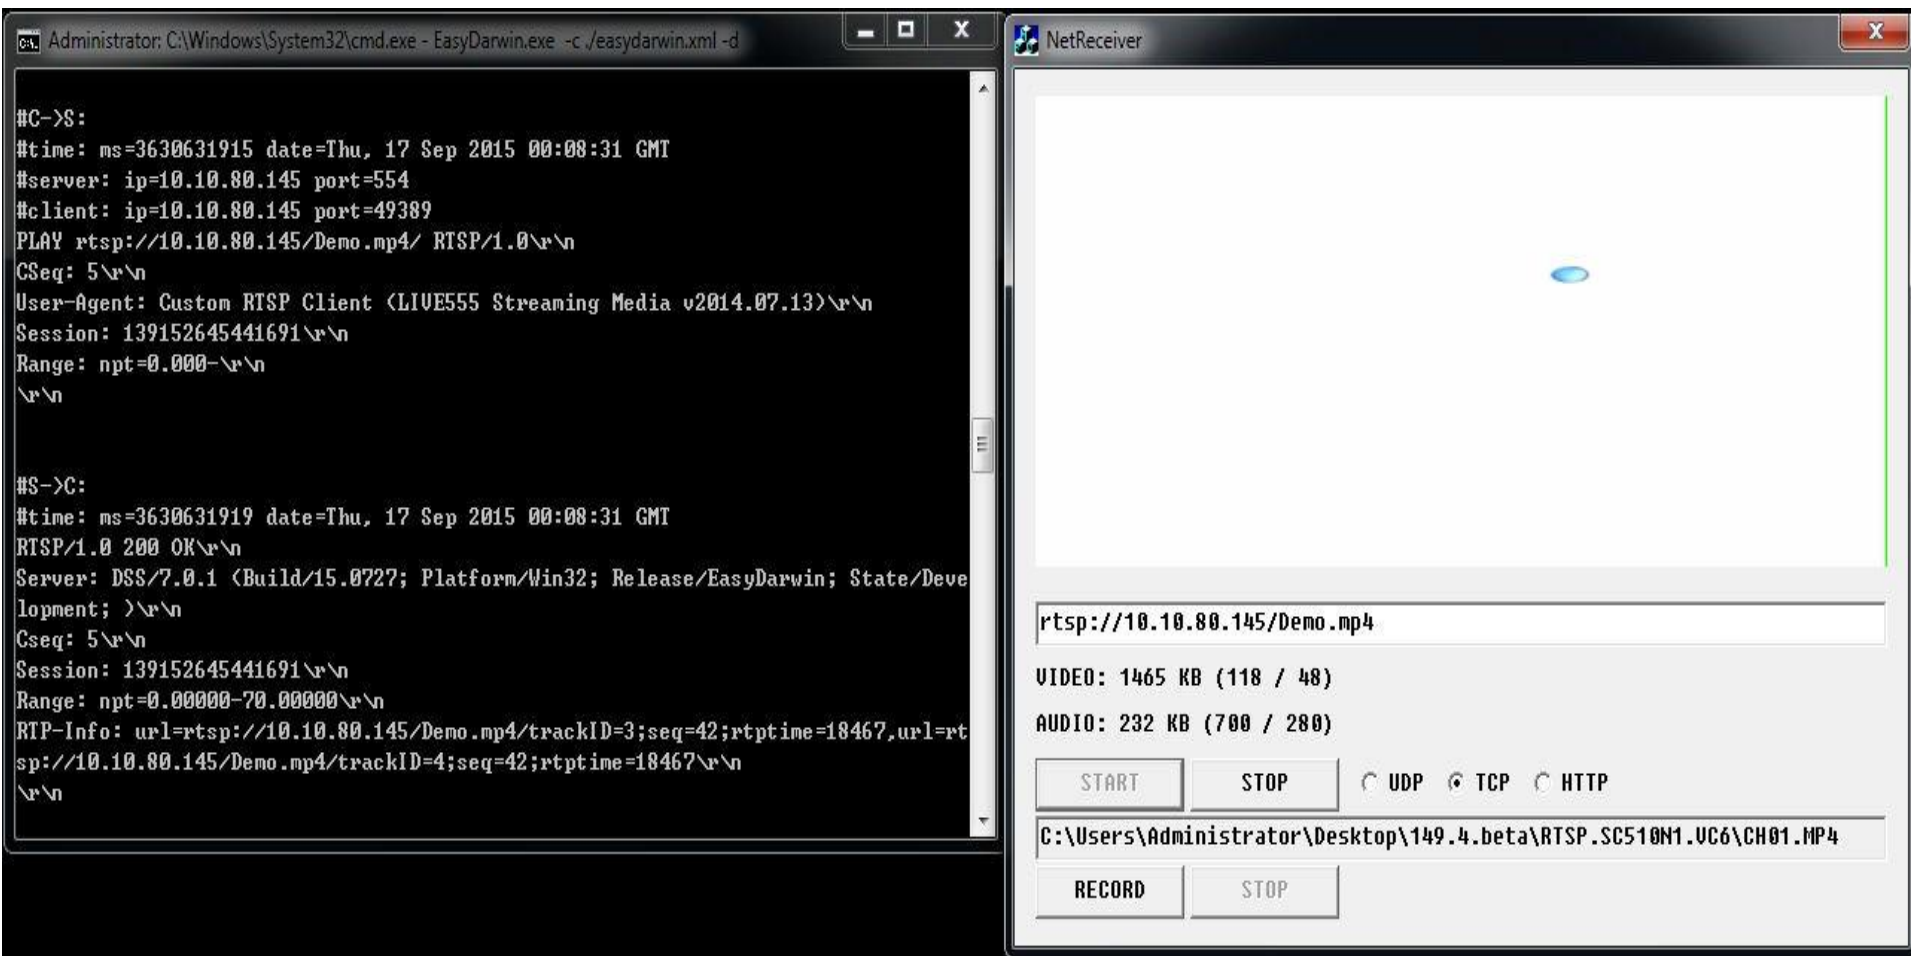 Administrator: C:\Windows\System32\cmd.exe - EasyDarwin.exe -c ./easydarwin.xml -d
#C->S:
#time: ms=3630631915 date=Thu, 17 Sep 2015 00:08:31 GMT
#server: ip=10.10.80.145 port=554
#client: ip=10.10.80.145 port=49389
PLAY rtsp://10.10.80.145/Demo.mp4/ RTSP/1.0\r\n
CSeq: 5\r\n
User-Agent: Custom RTSP Client (LIVE555 Streaming Media v2014.07.13)\r\n
Session: 139152645441691\r\n
Range: npt=0.000-\r\n
\r\n
#S->C:
#time: ms=3630631919 date=Thu, 17 Sep 2015 00:08:31 GMT
RTSP/1.0 200 OK\r\n
Server: DSS/7.0.1 (Build/15.0727; Platform/Win32; Release/EasyDarwin; State/Deve
lopment; )\r\n
Cseq: 5\r\n
Session: 139152645441691\r\n
Range: npt=0.00000-70.00000\r\n
RTP-Info: url=rtsp://10.10.80.145/Demo.mp4/trackID=3;seq=42;rtptime=18467,url=rt
sp://10.10.80.145/Demo.mp4/trackID=4;seq=42;rtptime=18467\r\n
\r\n
NetReceiver
rtsp://10.10.80.145/Demo.mp4
VIDEO: 1465 KB (118 / 48)
AUDIO: 232 KB (700 / 280)
START STOP UDP TCP HTTP
C:\Users\Administrator\Desktop\149.4.beta\RTSP.SC510N1.VC6\CH01.MP4
RECORD STOP